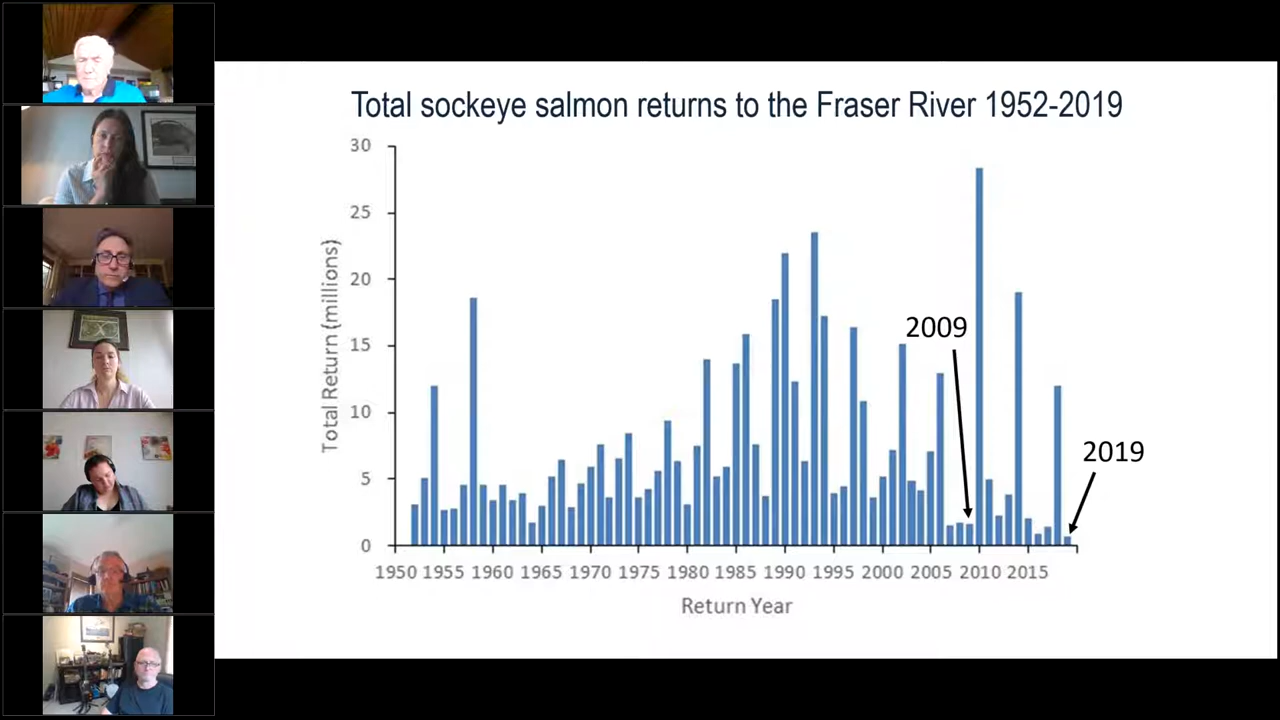 Total sockeye salmon returns to the Fraser River 1952-2019
30
25
20
15
10
5
0
Total Return (millions)
2009
2019
1950 1955 1960 1965 1970 1975 1980 1985 1990 1995 2000 2005 2010 2015
Return Year